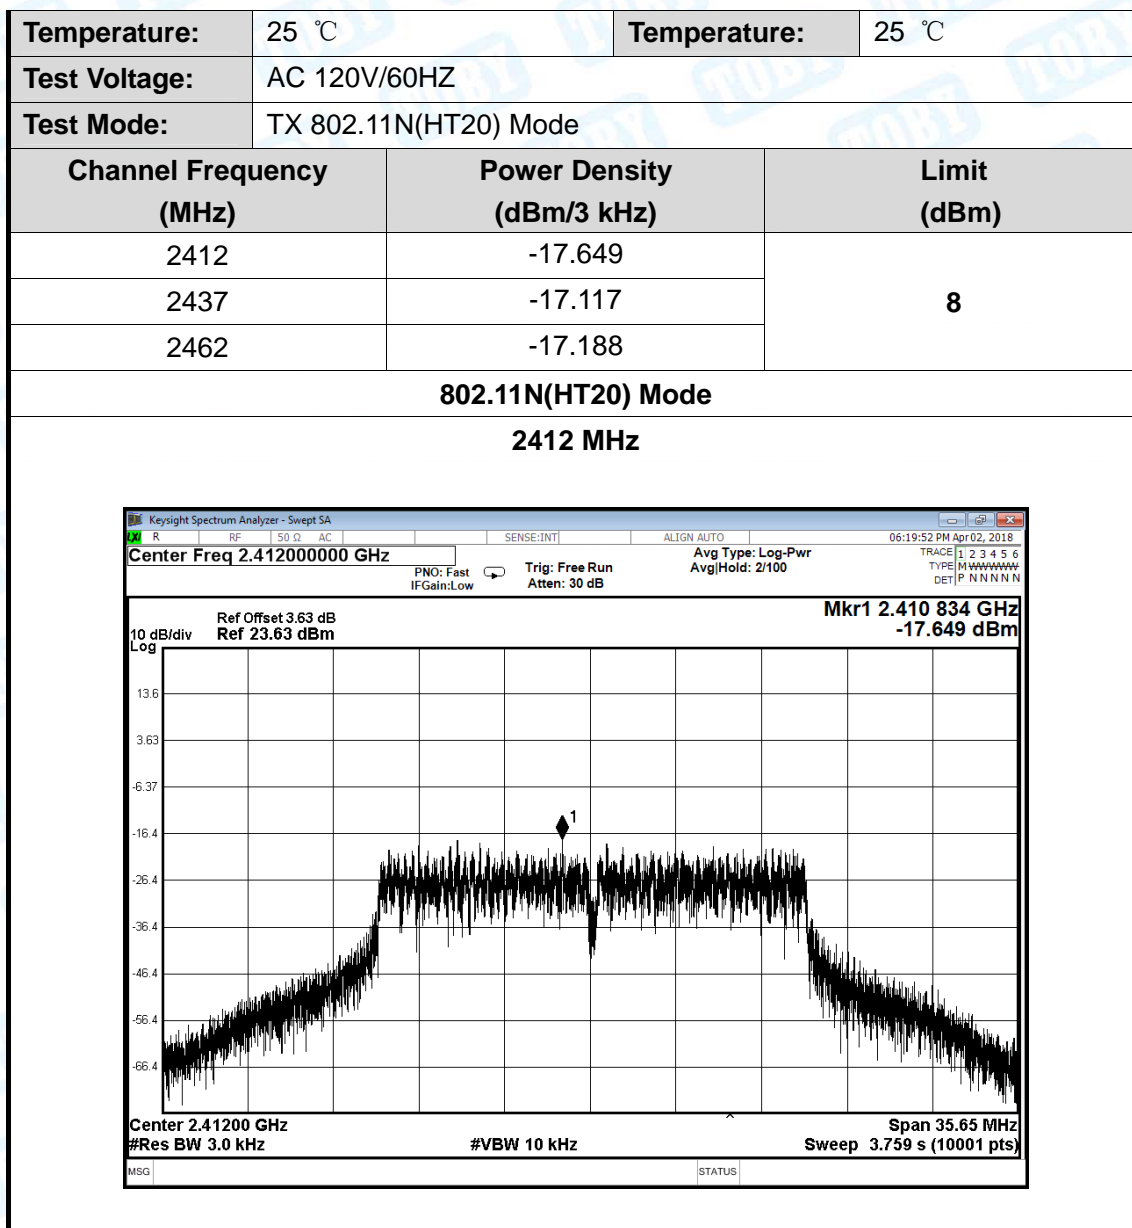 Temperature: 25 ℃ Temperature: 25 ℃
Test Voltage: AC 120V/60HZ
Test Mode: TX 802.11N(HT20) Mode
Channel Frequency (MHz) Power Density (dBm/3 kHz) Limit (dBm)
2412 -17.649
2437 -17.117 8
2462 -17.188
802.11N(HT20) Mode
2412 MHz
Keysight Spectrum Analyzer - Swept SA
LXI R RF 50 Ω AC SENSE:INT ALIGN AUTO 06:19:52 PM Apr 02, 2018
Center Freq 2.412000000 GHz Avg Type: Log-Pwr TRACE 1 2 3 4 5 6
PNO: Fast Trig: Free Run Avg|Hold: 2/100 TYPE M WWWWW
IFGain:Low Atten: 30 dB DET P N N N N N
Mkr1 2.410 834 GHz
Ref Offset 3.63 dB
10 dB/div Ref 23.63 dBm -17.649 dBm
Log
13.6
3.63
-6.37
1
-16.4
-26.4
-36.4
-46.4
-56.4
-66.4
Center 2.41200 GHz Span 35.65 MHz
#Res BW 3.0 kHz #VBW 10 kHz Sweep 3.759 s (10001 pts)
MSG STATUS
TOBY